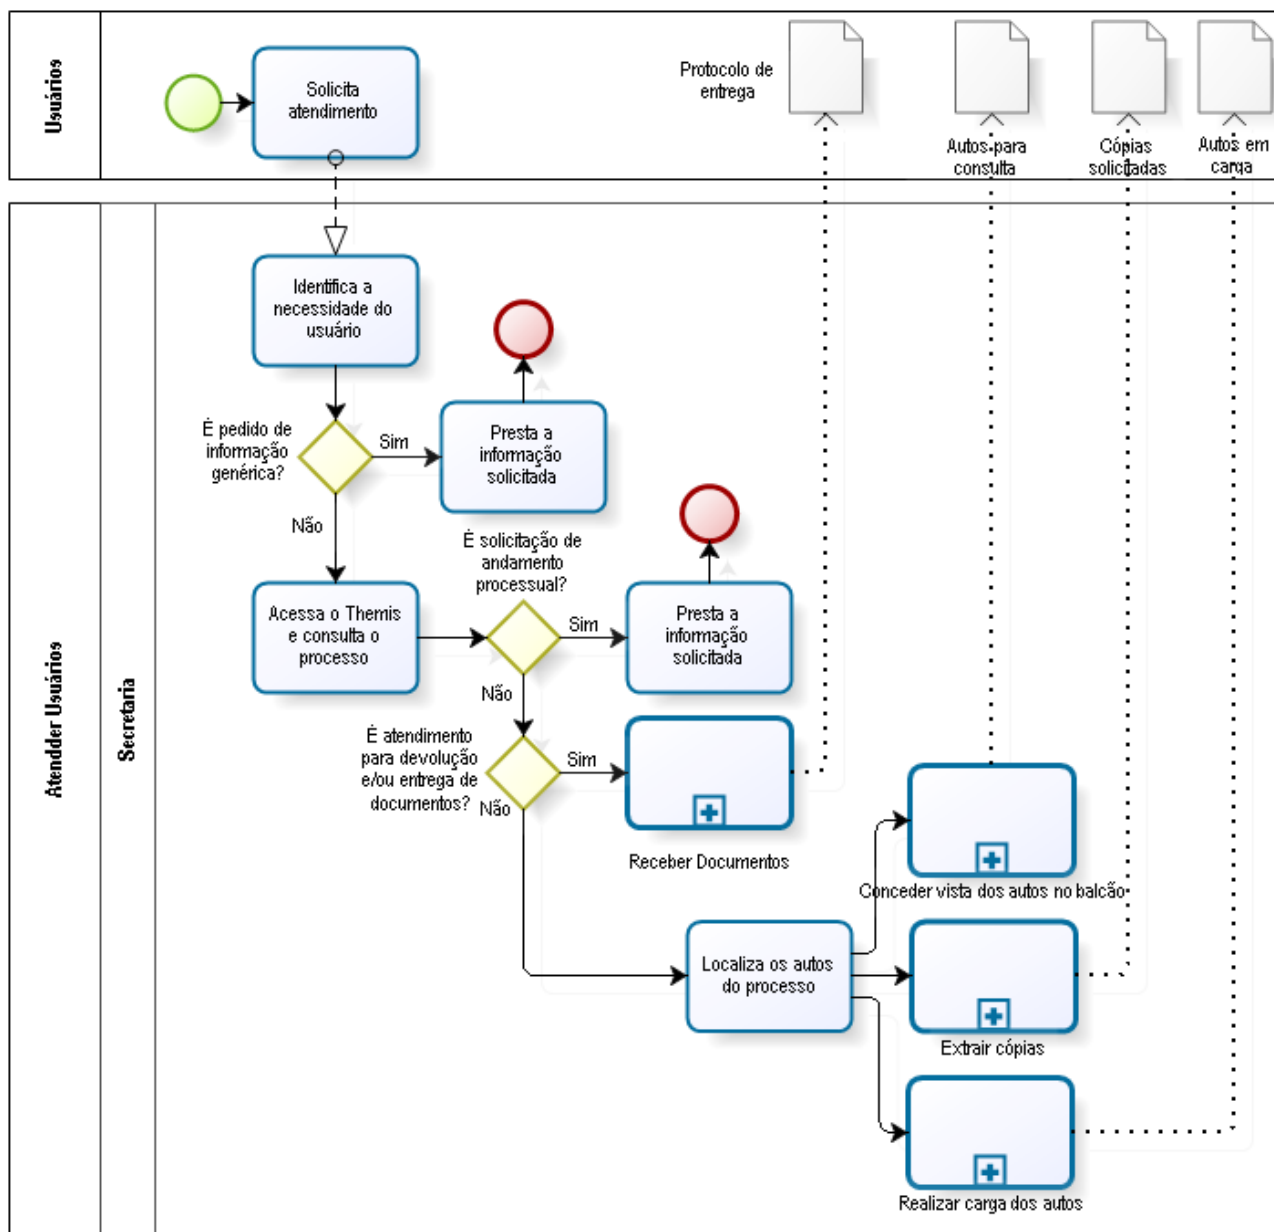 Usuários
Solicita
atendimento
Protocolo de
entrega
Autos para
consulta
Cópias
solicitadas
Autos em
carga
Atendder Usuários
Secretaria
Identifica a
necessidade do
usuário
É pedido de
informação
genérica?
Sim
Presta a
informação
solicitada
Não
É solicitação de
andamento
processual?
Acessa o Themis
e consulta o
processo
Sim
Presta a
informação
solicitada
Não
É atendimento
para devolução
e/ou entrega de
documentos?
Sim
Não
Receber Documentos
Conceder vista dos autos no balcão
Localiza os autos
do processo
Extrair cópias
Realizar carga dos autos